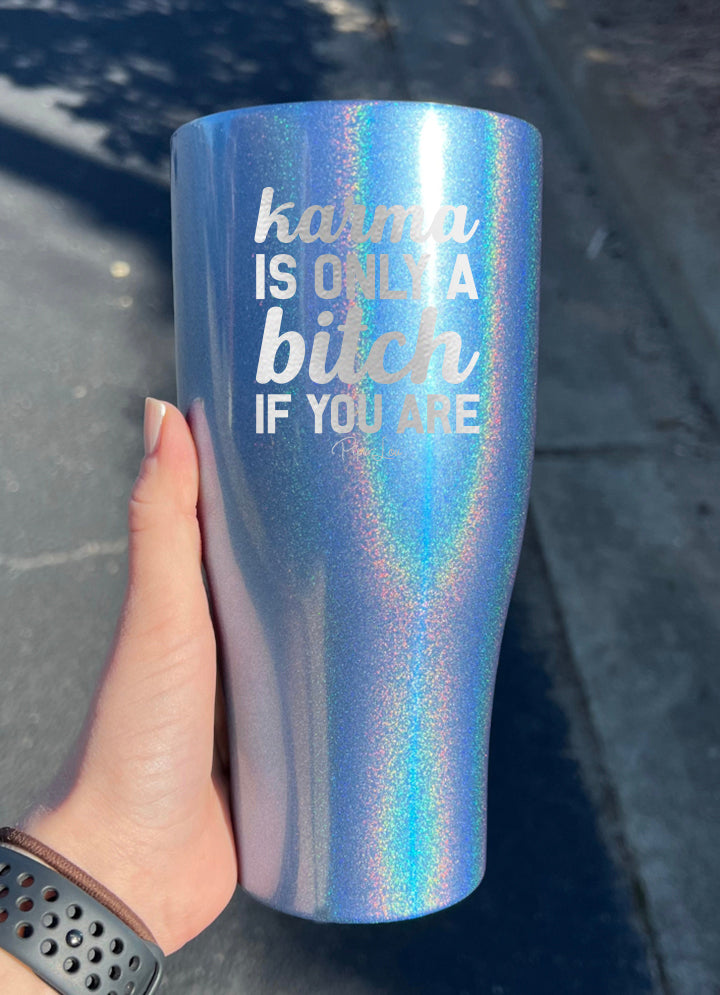 karma
IS ONLY A
bitch
IF YOU ARE